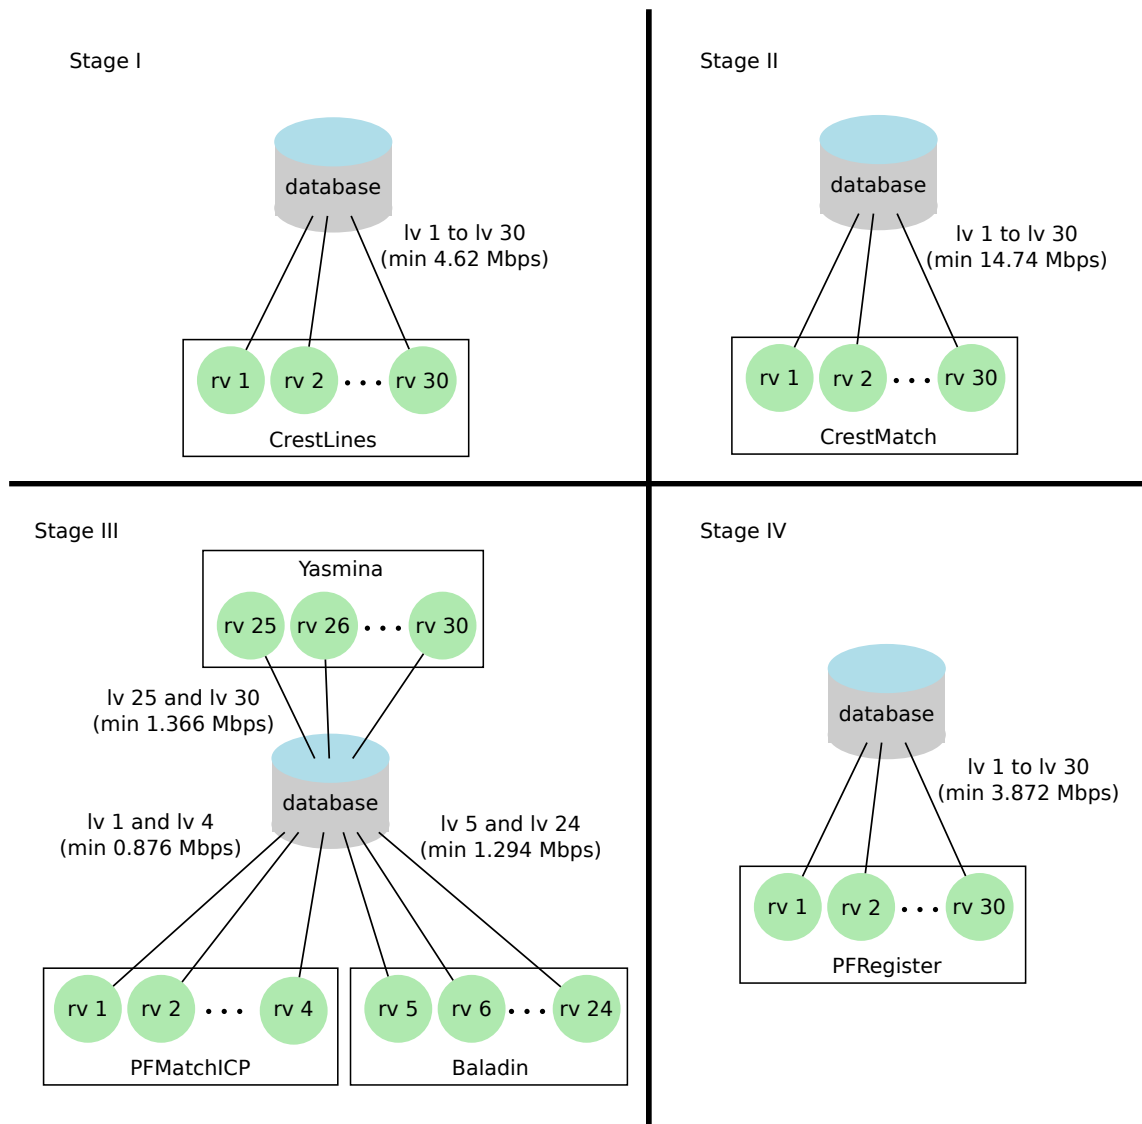 Stage I
database
lv 1 to lv 30
(min 4.62 Mbps)
rv 1 rv 2 ... rv 30
CrestLines
Stage II
database
lv 1 to lv 30
(min 14.74 Mbps)
rv 1 rv 2 ... rv 30
CrestMatch
Stage III
Yasmina
rv 25 rv 26 ... rv 30
lv 25 and lv 30
(min 1.366 Mbps)
database
lv 1 and lv 4
(min 0.876 Mbps)
lv 5 and lv 24
(min 1.294 Mbps)
rv 1 rv 2 ... rv 4
PFMatchICP
rv 5 rv 6 ... rv 24
Baladin
Stage IV
database
lv 1 to lv 30
(min 3.872 Mbps)
rv 1 rv 2 ... rv 30
PFRegister